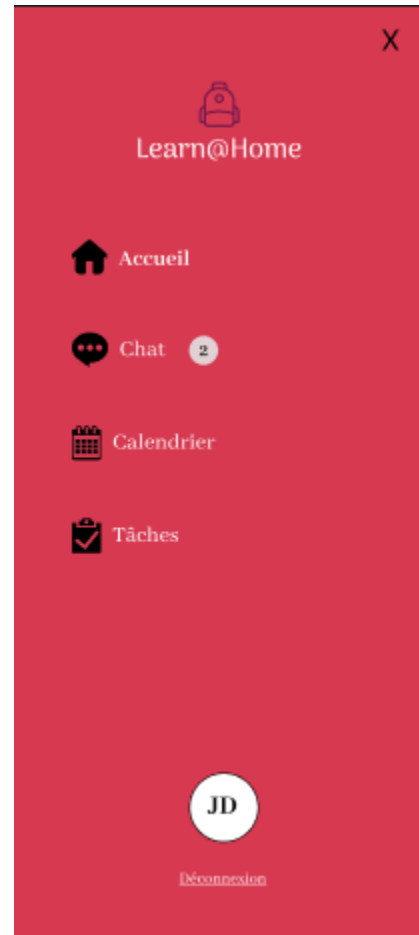 X
Learn@Home
Accueil
Chat 2
Calendrier
Tâches
JD
Déconnexion